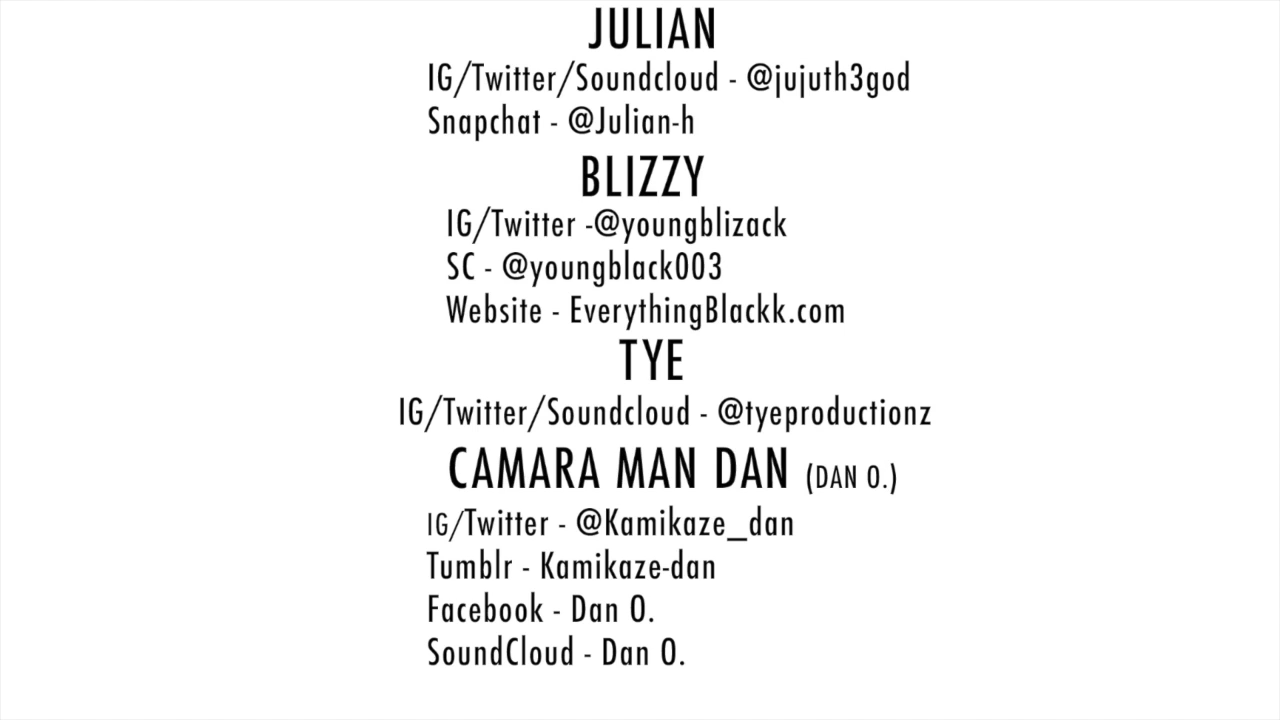 JULIAN
IG/Twitter/Soundcloud - @jujuth3god
Snapchat - @Julian-h
BLIZZY
IG/Twitter -@youngblizack
SC - @youngblack003
Website - EverythingBlackk.com
TYE
IG/Twitter/Soundcloud - @tyeproductionz
CAMARA MAN DAN (DAN O.)
IG/Twitter - @Kamikaze_dan
Tumblr - Kamikaze-dan
Facebook - Dan O.
SoundCloud - Dan O.